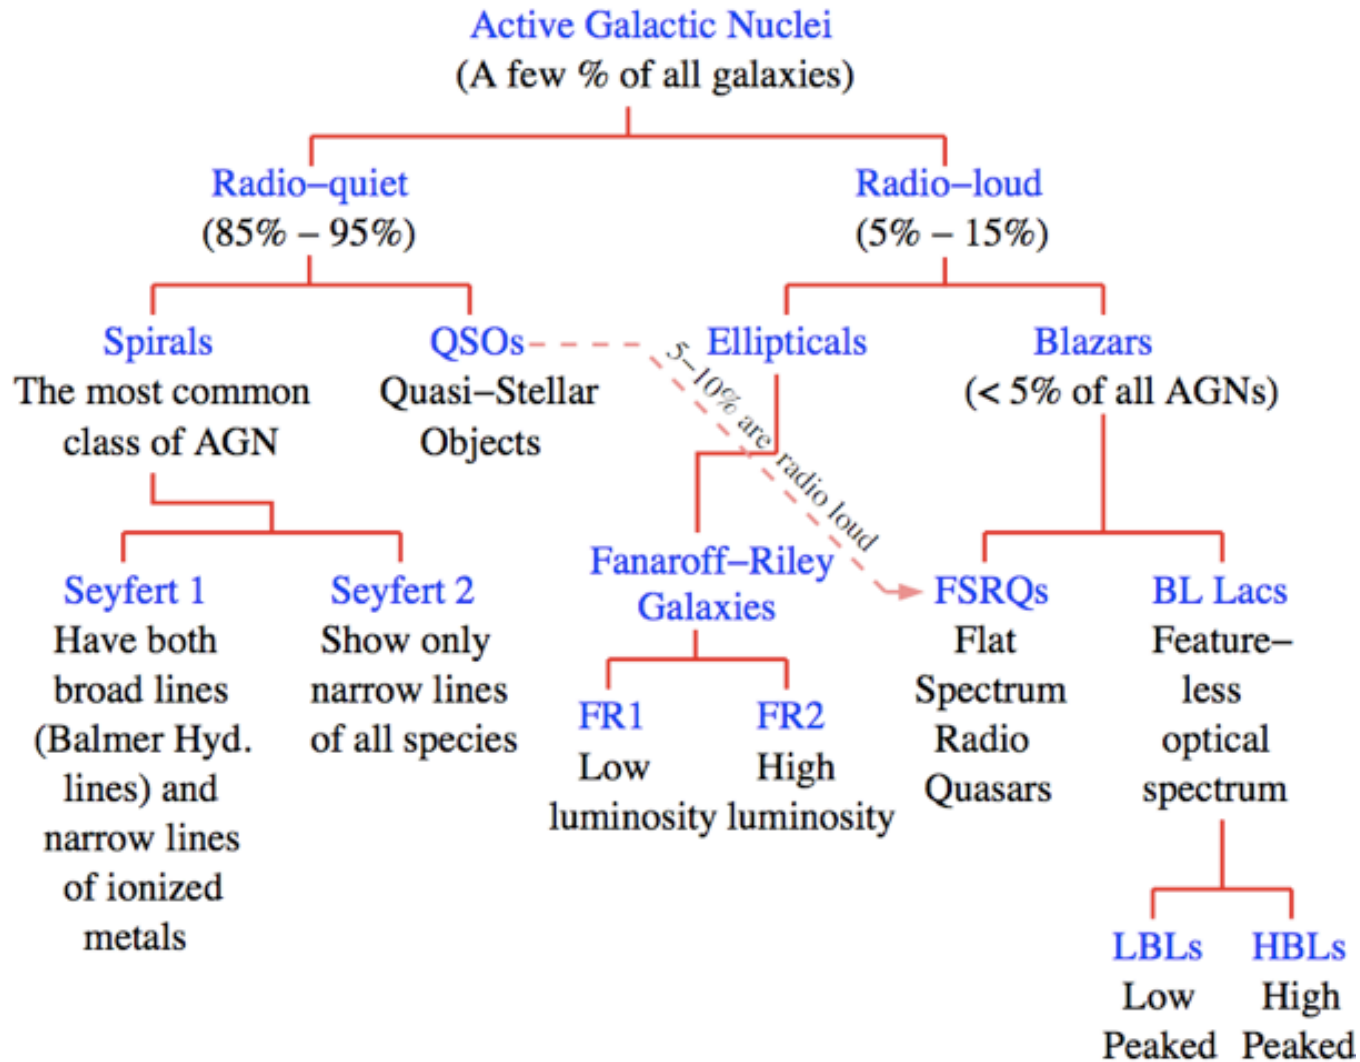 Active Galactic Nuclei
(A few % of all galaxies)
Radio–quiet
(85% – 95%)
Radio–loud
(5% – 15%)
Spirals
The most common
class of AGN
QSOs
Quasi–Stellar
Objects
5–10% are radio loud
Ellipticals
Blazars
(< 5% of all AGNs)
Seyfert 1
Have both
broad lines
(Balmer Hyd.
lines) and
narrow lines
of ionized
metals
Seyfert 2
Show only
narrow lines
of all species
Fanaroff–Riley
Galaxies
FR1
Low
luminosity
FR2
High
luminosity
FSRQs
Flat
Spectrum
Radio
Quasars
BL Lacs
Feature–
less
optical
spectrum
LBLs
Low
Peaked
HBLs
High
Peaked